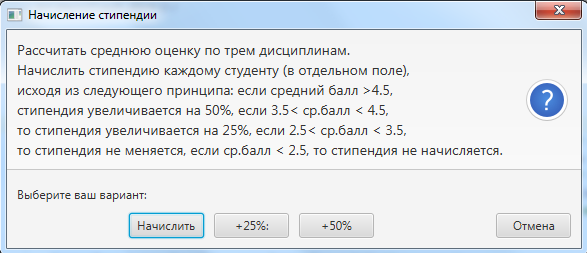 Начисление стипендии
Рассчитать среднюю оценку по трем дисциплинам.
Начислить стипендию каждому студенту (в отдельном поле),
исходя из следующего принципа: если средний балл >4.5,
стипендия увеличивается на 50%, если 3.5< ср.балл < 4.5,
то стипендия увеличивается на 25%, если 2.5< ср.балл < 3.5,
то стипендия не меняется, если ср.балл < 2.5, то стипендия не начисляется.
?
Выберите ваш вариант:
Начислить +25%: +50% Отмена